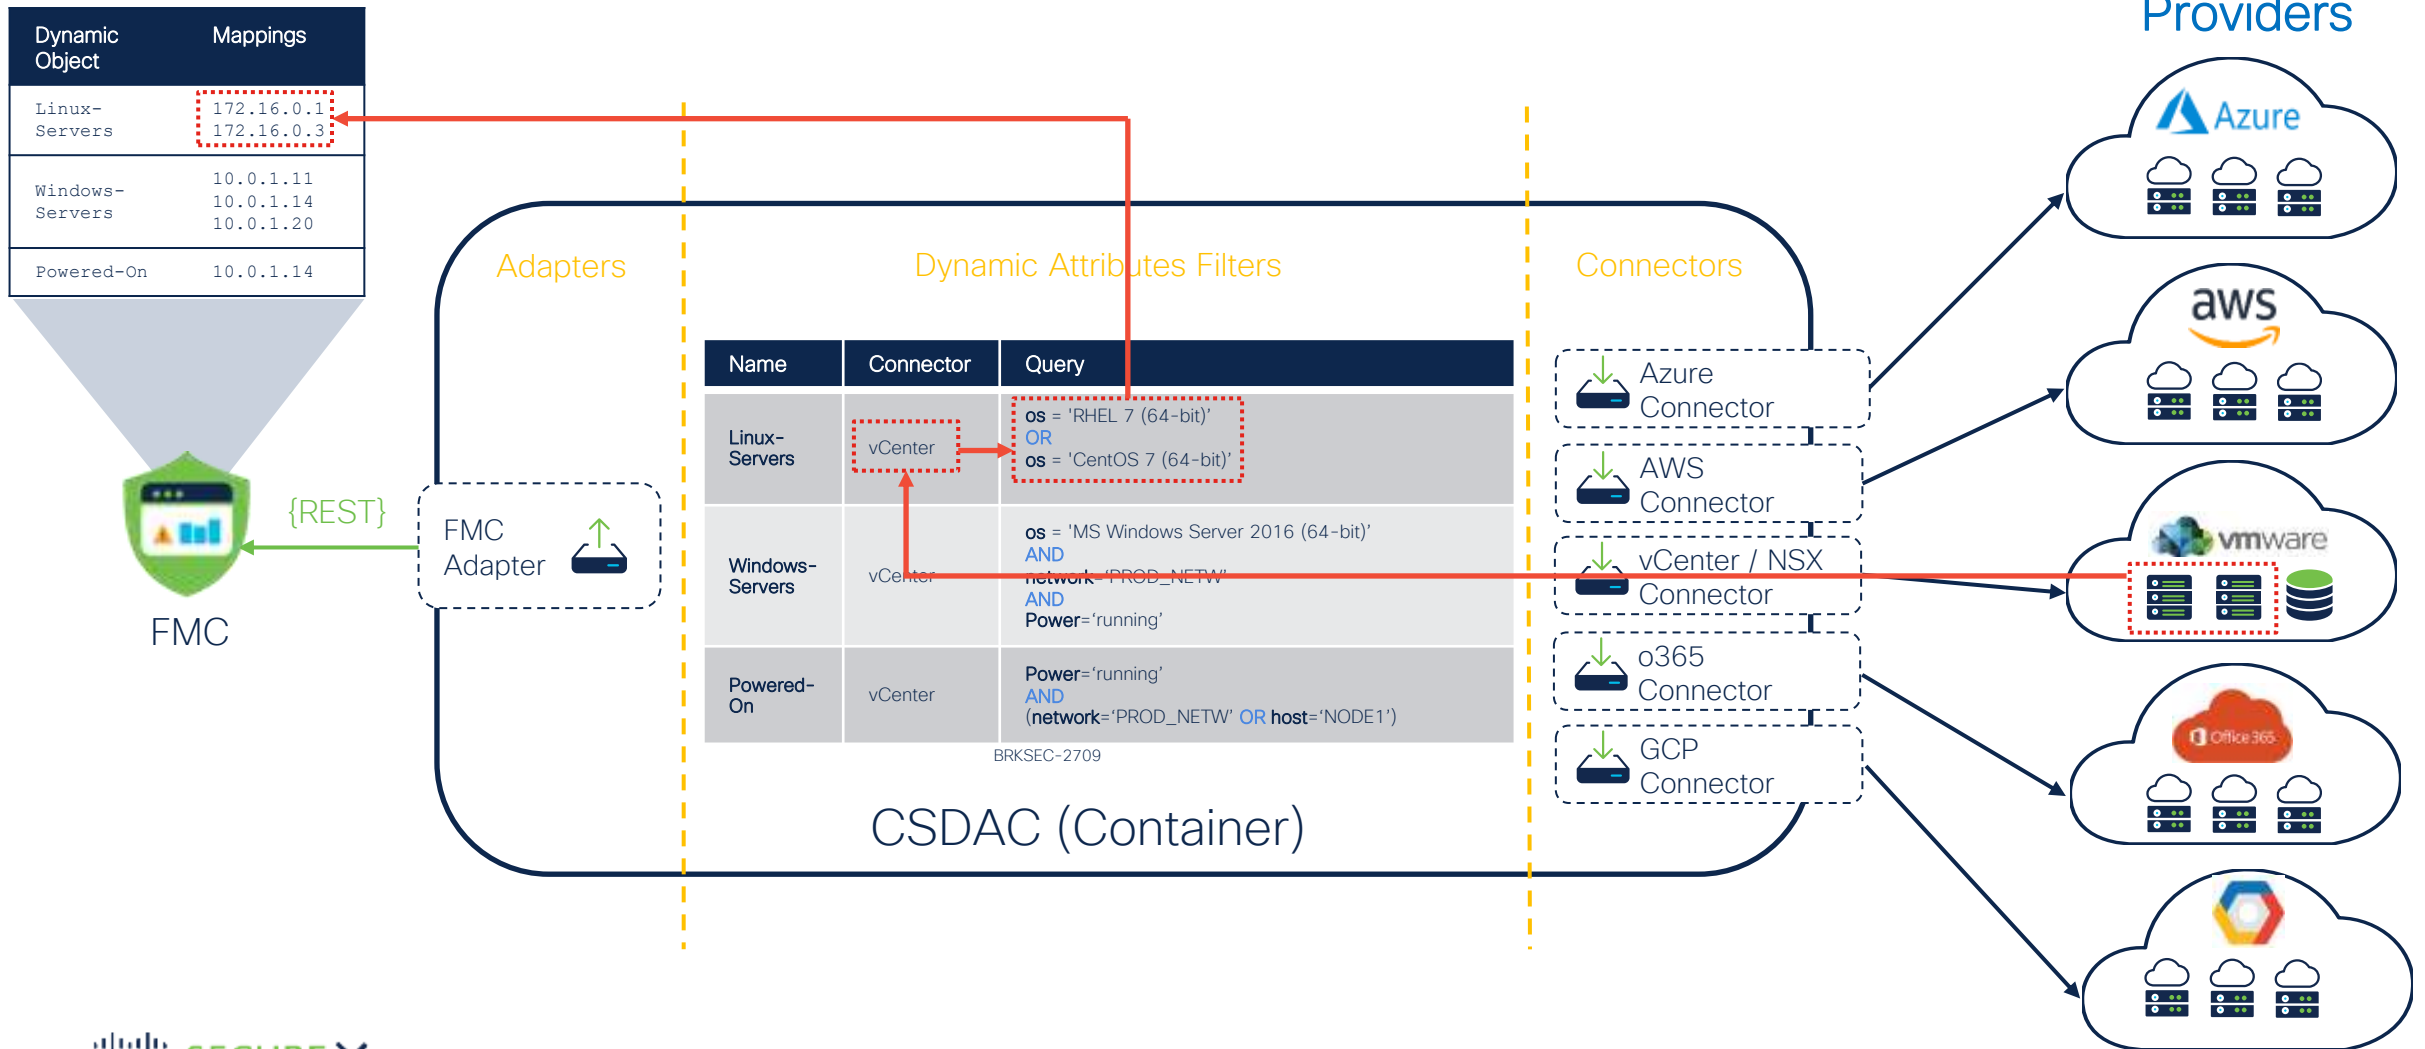 Providers
Dynamic
Object
Mappings
Linux-
Servers
172.16.0.1
172.16.0.3
Windows-
Servers
10.0.1.11
10.0.1.14
10.0.1.20
Powered-On
10.0.1.14
{REST}
FMC
FMC
Adapter
Adapters
Dynamic Attributes Filters
Connectors
Name
Connector
Query
Linux-
Servers
vCenter
os = 'RHEL 7 (64-bit)’
OR
os = 'CentOS 7 (64-bit)’
Windows-
Servers
vCenter
os = 'MS Windows Server 2016 (64-bit)’
AND
network=‘PROD_NETW’
AND
Power=‘running’
Powered-
On
vCenter
Power=‘running’
AND
(network=‘PROD_NETW’ OR host=‘NODE1’)
BRKSEC-2709
CSDAC (Container)
Azure
Connector
AWS
Connector
vCenter / NSX
Connector
o365
Connector
GCP
Connector
Azure
aws
vmware
Office 365
SECURE X